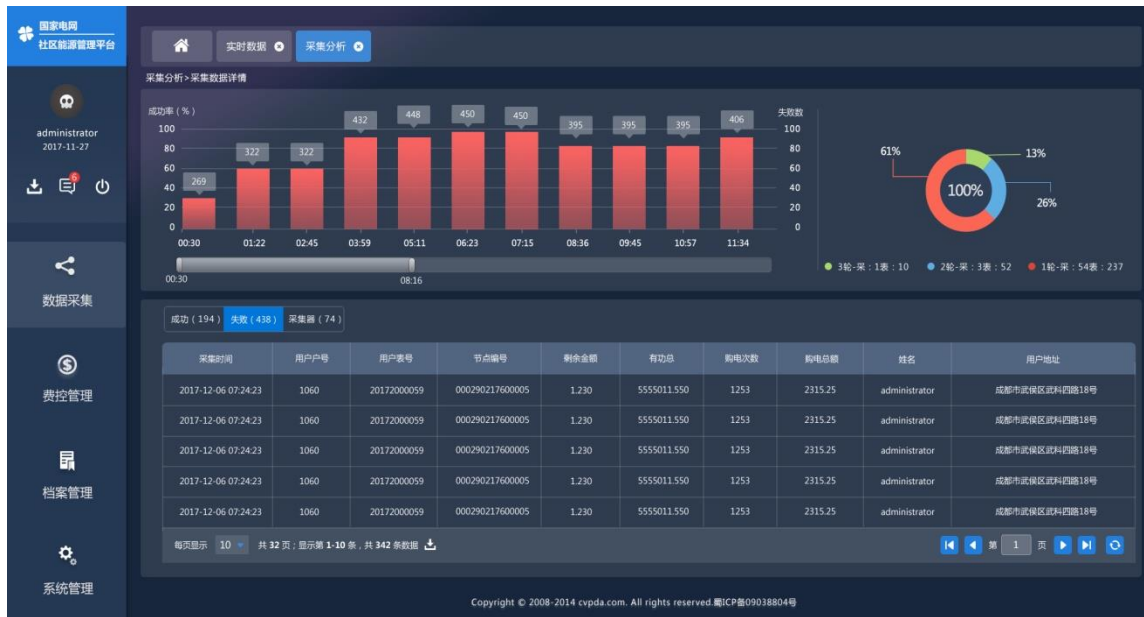 国家电网
社区能源管理平台
administrator
2017-11-27
6
数据采集
费控管理
档案管理
系统管理
实时数据
采集分析
采集分析>采集数据详情
成功率(%)
失败数
100
80
60
40
20
0
269
322
322
432
448
450
450
395
395
395
406
100
80
60
40
20
0
00:30 01:22 02:45 03:59 05:11 06:23 07:15 08:36 09:45 10:57 11:34
00:30 08:16
61%
13%
100%
26%
3轮-采:1表:10 2轮-采:3表:52 1轮-采:54表:237
成功(194) 失败(438) 采集器(74)
采集时间 用户户号 用户表号 节点编号 剩余金额 有功总 购电次数 购电总额 姓名 用户地址
2017-12-06 07:24:23 1060 20172000059 000290217600005 1.230 5555011.550 1253 2315.25 administrator 成都市武侯区武科四路18号
2017-12-06 07:24:23 1060 20172000059 000290217600005 1.230 5555011.550 1253 2315.25 administrator 成都市武侯区武科四路18号
2017-12-06 07:24:23 1060 20172000059 000290217600005 1.230 5555011.550 1253 2315.25 administrator 成都市武侯区武科四路18号
2017-12-06 07:24:23 1060 20172000059 000290217600005 1.230 5555011.550 1253 2315.25 administrator 成都市武侯区武科四路18号
2017-12-06 07:24:23 1060 20172000059 000290217600005 1.230 5555011.550 1253 2315.25 administrator 成都市武侯区武科四路18号
每页显示 10 共 32 页;显示第 1-10 条,共 342 条数据 第 1 页
Copyright © 2008-2014 cvpda.com. All rights reserved.蜀ICP备09038804号